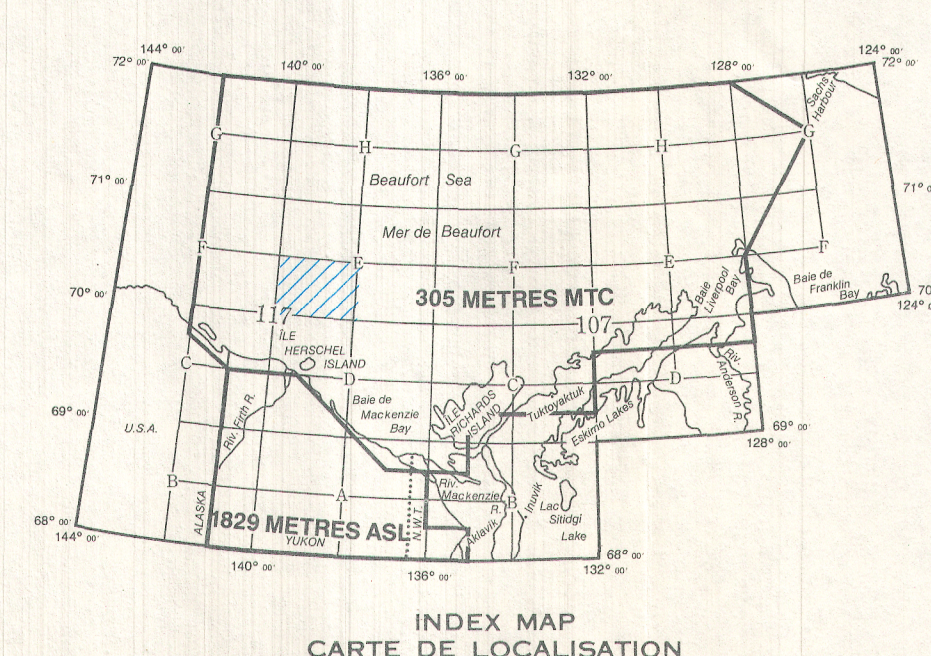 144° 00'
140° 00'
136° 00'
132° 00'
128° 00'
124° 00'
72° 00'
72° 00'
Sachs
Harbour
G
H
G
H
G
Beaufort Sea
71° 00'
71° 00'
Mer de Beaufort
F
E
F
E
F
70° 00'
305 METRES MTC
Baie
Liverpool
Bay
Baie de
Franklin
Bay
70
124° 00'
117
107
ÎLE
HERSCHEL
ISLAND
C
D
C
D
Riv.
Anderson R.
Baie de
Mackenzie
Bay
ÎLE
RICHARDS
ISLAND
Tuktoyaktuk
Eskimo Lakes
69° 00'
U.S.A.
Riv. Firth R.
69° 00'
128° 00'
B
A
B
Riv.
Mackenzie
R.
Inuvik
Lac
Sitidgi
Lake
ALASKA
1829 METRES ASL
YUKON
N.W.T.
Aklavik
68° 00'
144° 00'
140° 00'
136° 00'
68° 00'
132° 00'
INDEX MAP
CARTE DE LOCALISATION